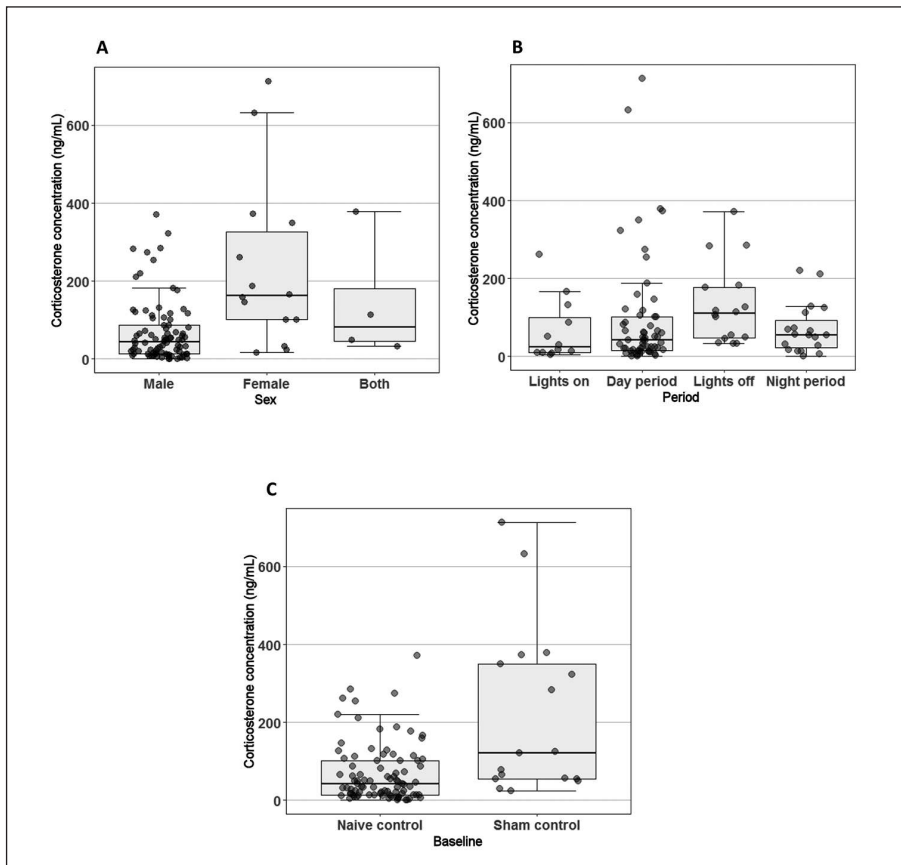 A
Corticosterone concentration (ng/mL)
600
400
200
0
Male Female Both
Sex
B
Corticosterone concentration (ng/mL)
600
400
200
0
Lights on Day period Lights off Night period
Period
C
Corticosterone concentration (ng/mL)
600
400
200
0
Naive control Sham control
Baseline